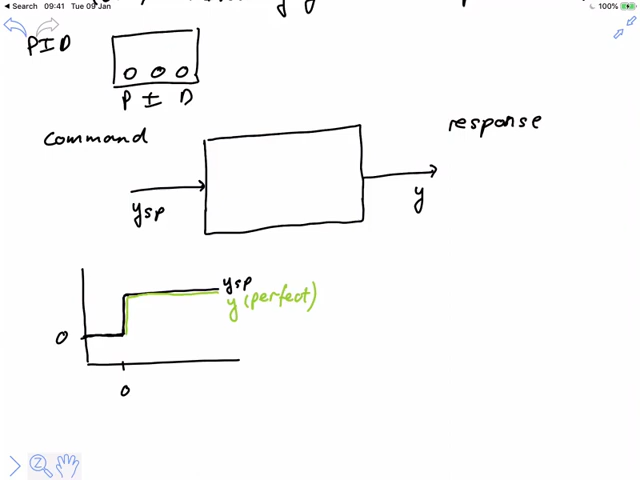 Search 09:41 Tue 09 Jan 100%
PID
P I D
command
response
ysp
y
ysp
y (perfect)
0
0